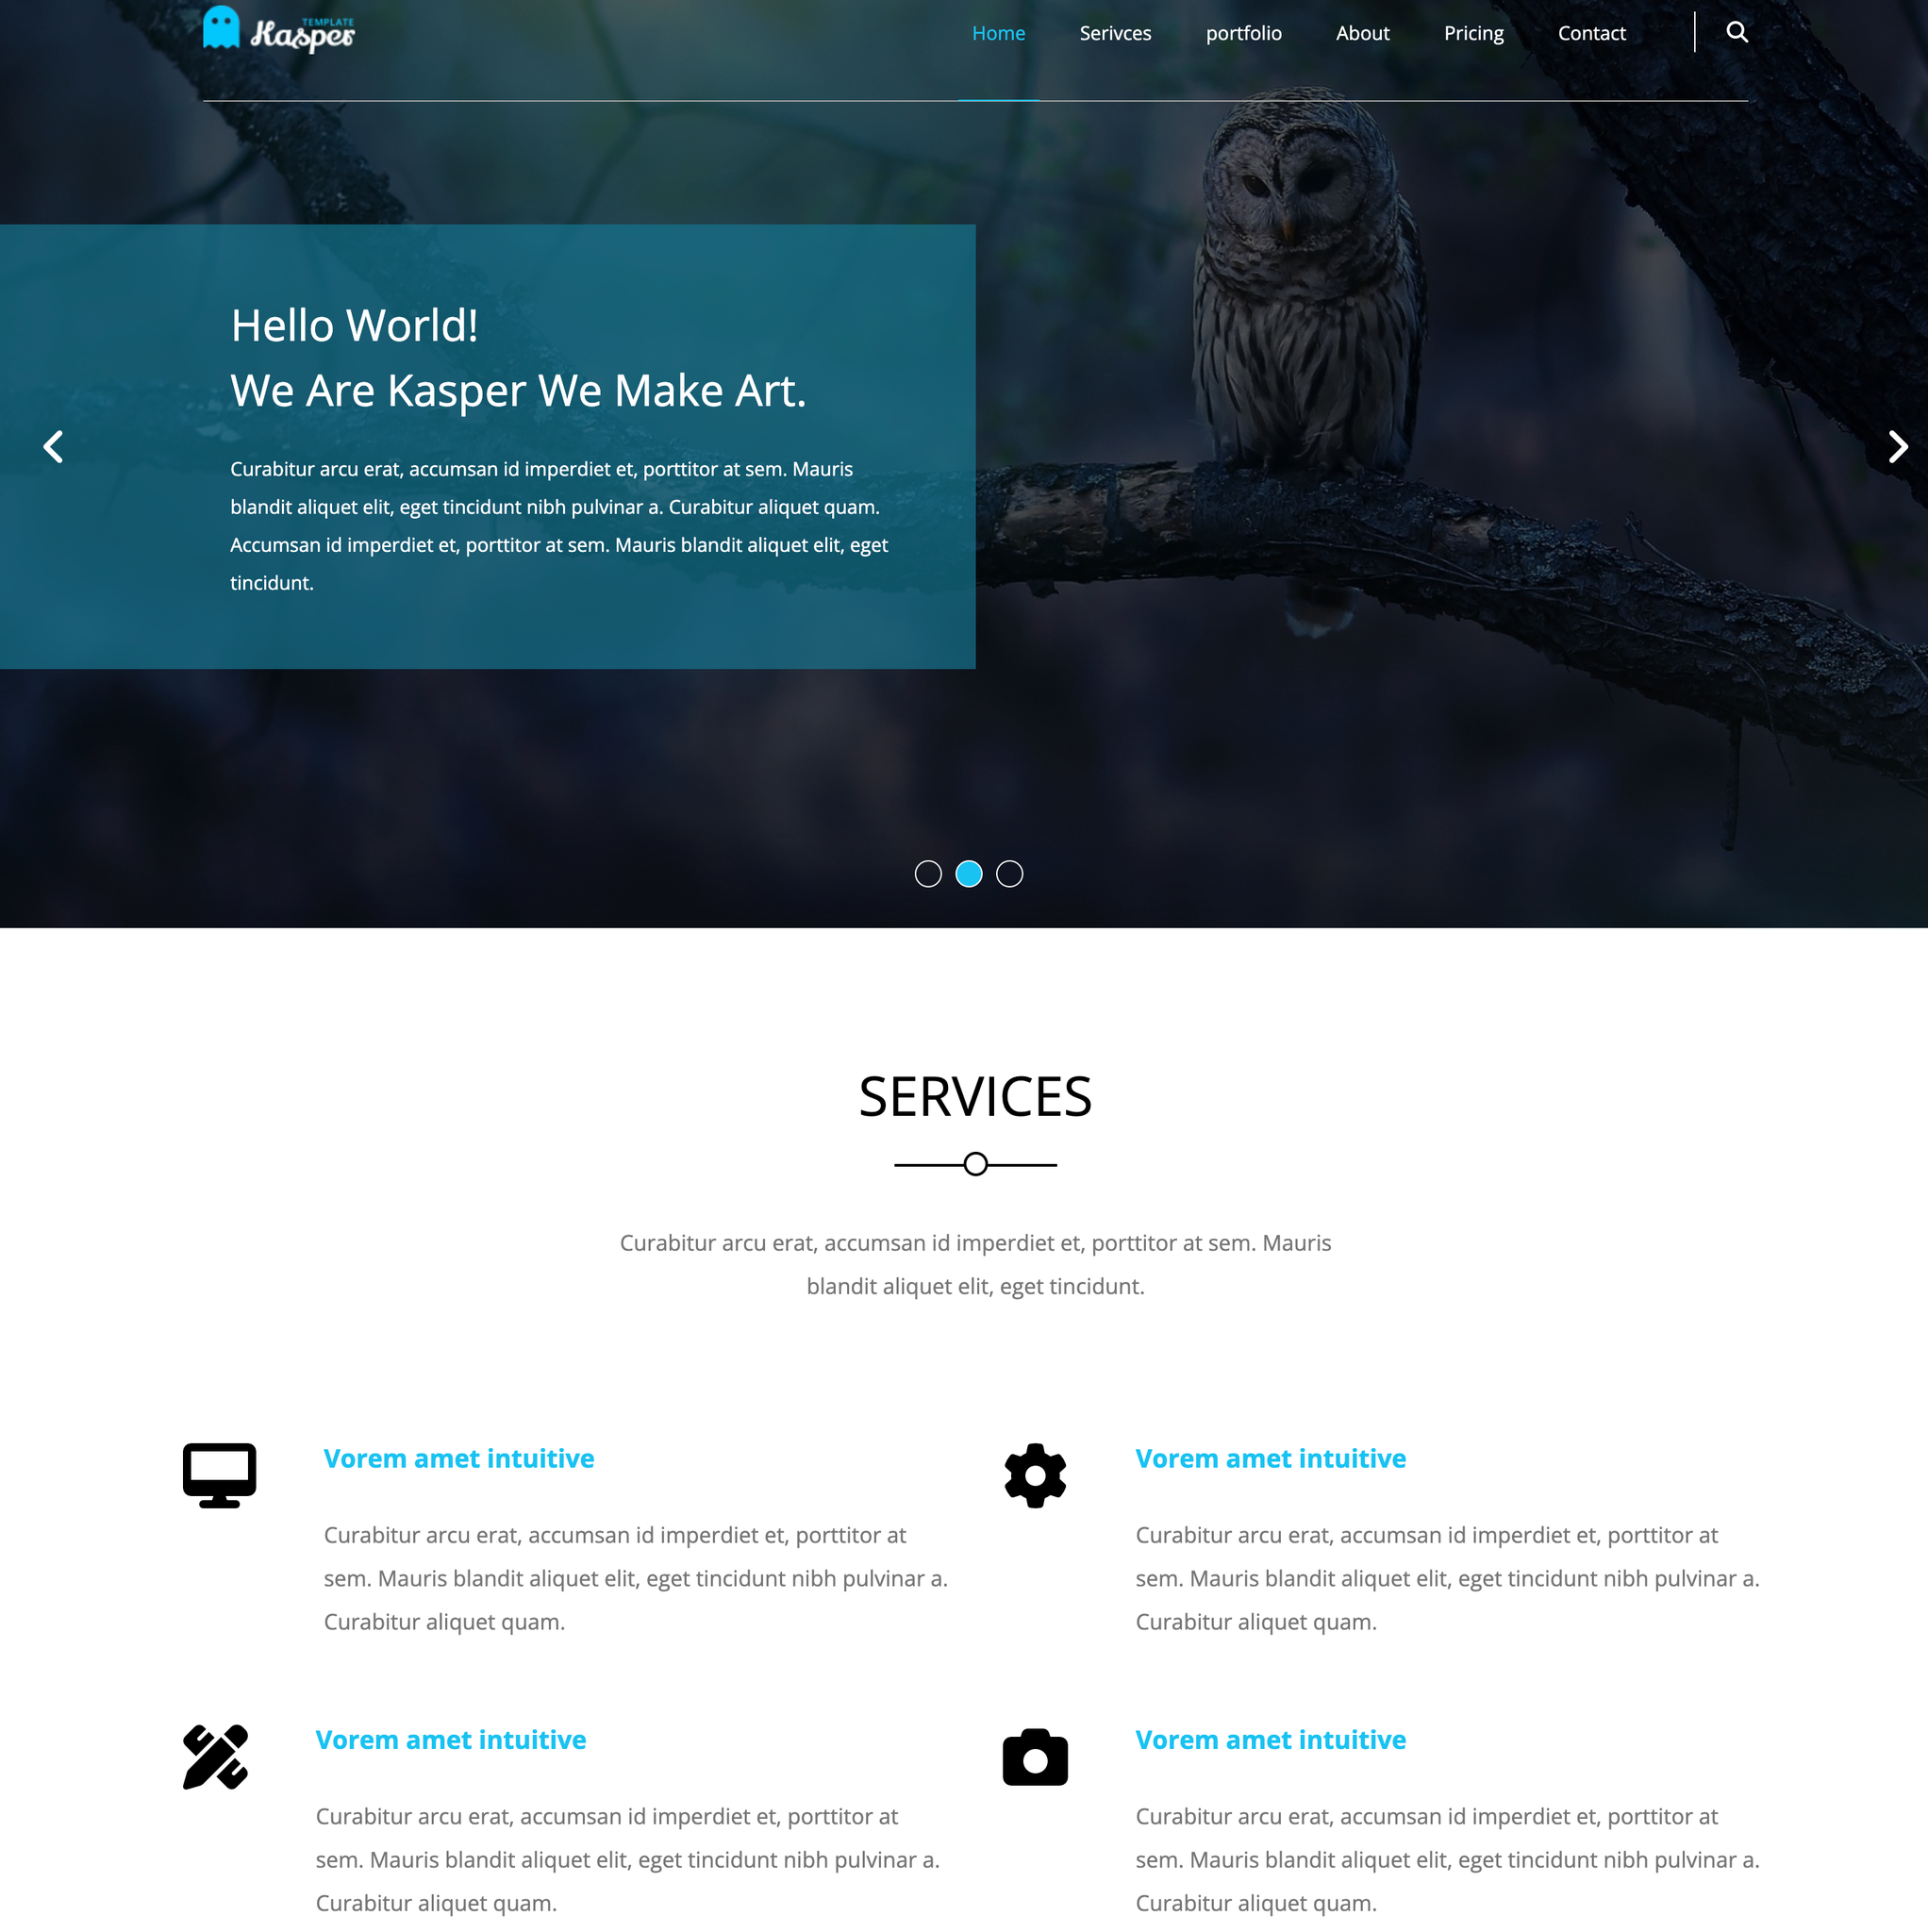 TEMPLATE
Kasper
Home Serivces portfolio About Pricing Contact
Hello World!
We Are Kasper We Make Art.
Curabitur arcu erat, accumsan id imperdiet et, porttitor at sem. Mauris
blandit aliquet elit, eget tincidunt nibh pulvinar a. Curabitur aliquet quam.
Accumsan id imperdiet et, porttitor at sem. Mauris blandit aliquet elit, eget
tincidunt.
SERVICES
Curabitur arcu erat, accumsan id imperdiet et, porttitor at sem. Mauris
blandit aliquet elit, eget tincidunt.
Vorem amet intuitive
Curabitur arcu erat, accumsan id imperdiet et, porttitor at
sem. Mauris blandit aliquet elit, eget tincidunt nibh pulvinar a.
Curabitur aliquet quam.
Vorem amet intuitive
Curabitur arcu erat, accumsan id imperdiet et, porttitor at
sem. Mauris blandit aliquet elit, eget tincidunt nibh pulvinar a.
Curabitur aliquet quam.
Vorem amet intuitive
Curabitur arcu erat, accumsan id imperdiet et, porttitor at
sem. Mauris blandit aliquet elit, eget tincidunt nibh pulvinar a.
Curabitur aliquet quam.
Vorem amet intuitive
Curabitur arcu erat, accumsan id imperdiet et, porttitor at
sem. Mauris blandit aliquet elit, eget tincidunt nibh pulvinar a.
Curabitur aliquet quam.